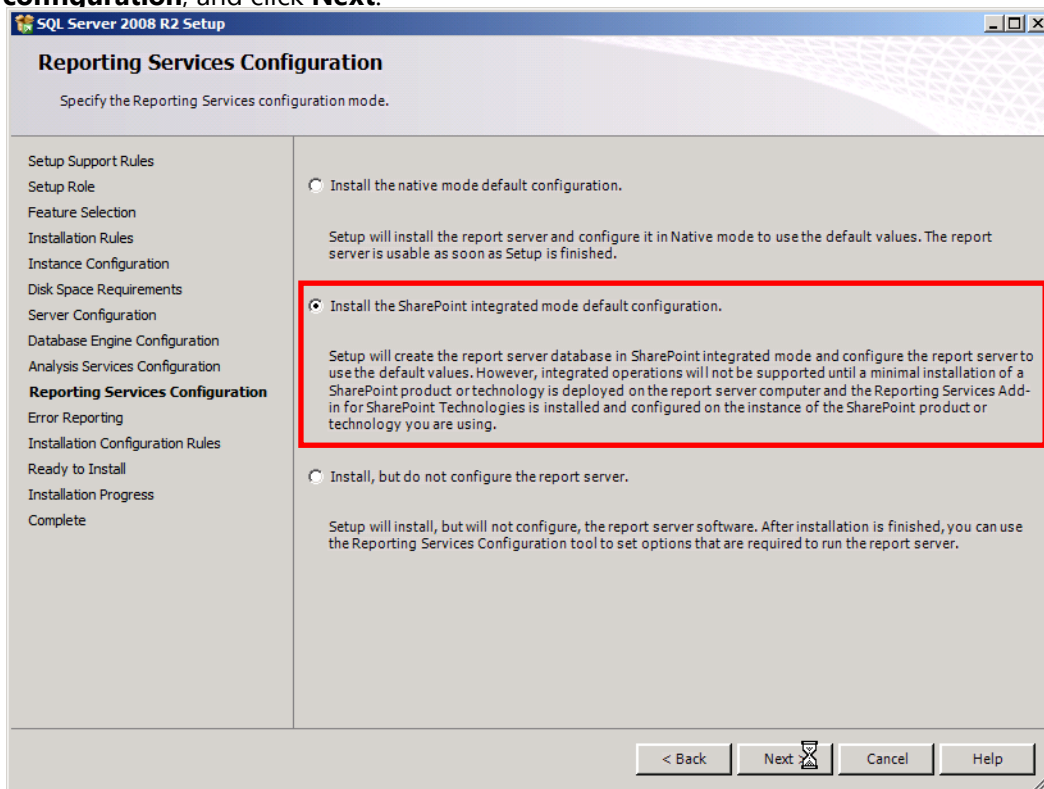 configuration, and click Next.
SQL Server 2008 R2 Setup
Reporting Services Configuration
Specify the Reporting Services configuration mode.
Setup Support Rules
Setup Role
Feature Selection
Installation Rules
Instance Configuration
Disk Space Requirements
Server Configuration
Database Engine Configuration
Analysis Services Configuration
Reporting Services Configuration
Error Reporting
Installation Configuration Rules
Ready to Install
Installation Progress
Complete
Install the native mode default configuration.
Setup will install the report server and configure it in Native mode to use the default values. The report
server is usable as soon as Setup is finished.
Install the SharePoint integrated mode default configuration.
Setup will create the report server database in SharePoint integrated mode and configure the report server to
use the default values. However, integrated operations will not be supported until a minimal installation of a
SharePoint product or technology is deployed on the report server computer and the Reporting Services Add-
in for SharePoint Technologies is installed and configured on the instance of the SharePoint product or
technology you are using.
Install, but do not configure the report server.
Setup will install, but will not configure, the report server software. After installation is finished, you can use
the Reporting Services Configuration tool to set options that are required to run the report server.
< Back
Next >
Cancel
Help